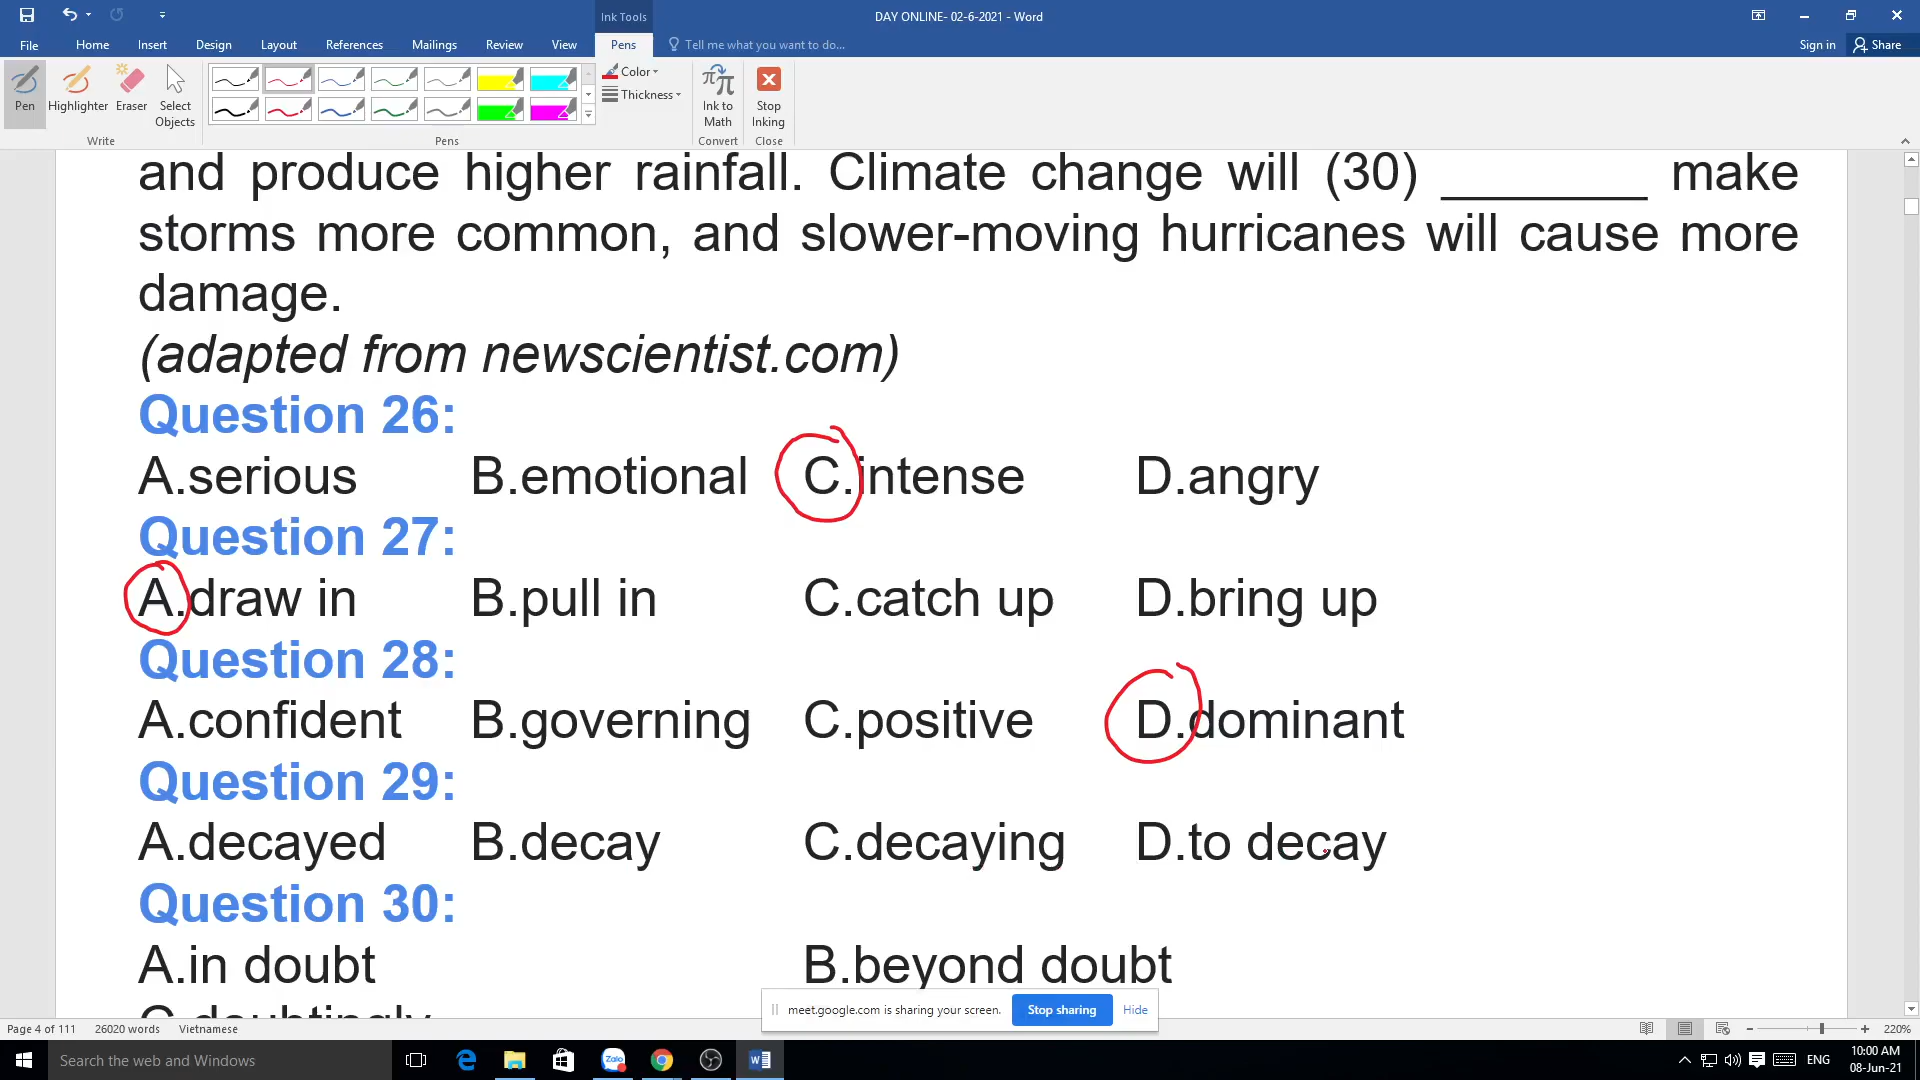 Ink Tools
DAY ONLINE- 02-6-2021 - Word
File Home Insert Design Layout References Mailings Review View Pens Tell me what you want to do... Sign in Share
Pen Highlighter Eraser Select Objects
Color
Thickness
Ink to Math
Stop Inking
Write Pens Convert Close
and produce higher rainfall. Climate change will (30) ________ make
storms more common, and slower-moving hurricanes will cause more
damage.
(adapted from newscientist.com)
Question 26:
A.serious B.emotional C.intense D.angry
Question 27:
A.draw in B.pull in C.catch up D.bring up
Question 28:
A.confident B.governing C.positive D.dominant
Question 29:
A.decayed B.decay C.decaying D.to decay
Question 30:
A.in doubt B.beyond doubt
C.doubtingly
meet.google.com is sharing your screen. Stop sharing Hide
Page 4 of 111 26020 words Vietnamese 220%
Search the web and Windows Zalo ENG 10:00 AM
08-Jun-21